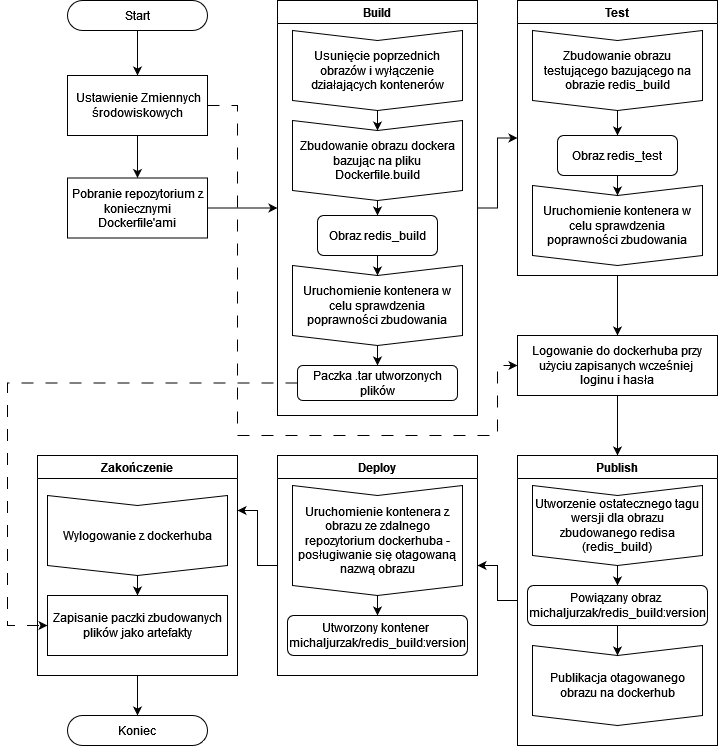 Start
Ustawienie Zmiennych
środowiskowych
Pobranie repozytorium z
koniecznymi
Dockerfile'ami
Build
Usunięcie poprzednich
obrazów i wyłączenie
działających kontenerów
Zbudowanie obrazu dockera
bazując na pliku
Dockerfile.build
Obraz redis_build
Uruchomienie kontenera w
celu sprawdzenia
poprawności zbudowania
Paczka .tar utworzonych
plików
Test
Zbudowanie obrazu
testującego bazującego na
obrazie redis_build
Obraz redis_test
Uruchomienie kontenera w
celu sprawdzenia
poprawności zbudowania
Logowanie do dockerhuba przy
użyciu zapisanych wcześniej
loginu i hasła
Publish
Utworzenie ostatecznego tagu
wersji dla obrazu
zbudowanego redisa
(redis_build)
Powiązany obraz
michaljurzak/redis_build:version
Publikacja otagowanego
obrazu na dockerhub
Deploy
Uruchomienie kontenera z
obrazu ze zdalnego
repozytorium dockerhuba -
posługiwanie się otagowaną
nazwą obrazu
Utworzony kontener
michaljurzak/redis_build:version
Zakończenie
Wylogowanie z dockerhuba
Zapisanie paczki zbudowanych
plików jako artefakty
Koniec